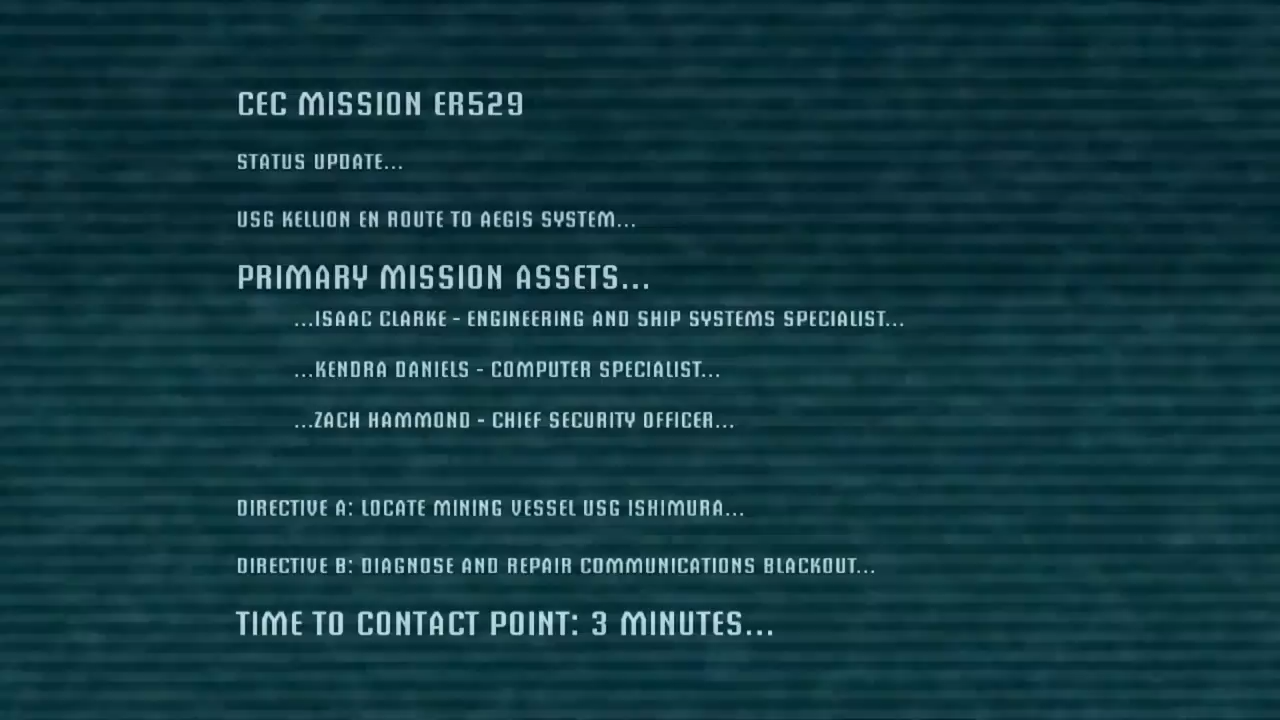 CEC MISSION ER529
STATUS UPDATE...
USG KELLION EN ROUTE TO AEGIS SYSTEM...
PRIMARY MISSION ASSETS...
...ISAAC CLARKE - ENGINEERING AND SHIP SYSTEMS SPECIALIST...
...KENDRA DANIELS - COMPUTER SPECIALIST...
...ZACH HAMMOND - CHIEF SECURITY OFFICER...
DIRECTIVE A: LOCATE MINING VESSEL USG ISHIMURA...
DIRECTIVE B: DIAGNOSE AND REPAIR COMMUNICATIONS BLACKOUT...
TIME TO CONTACT POINT: 3 MINUTES...